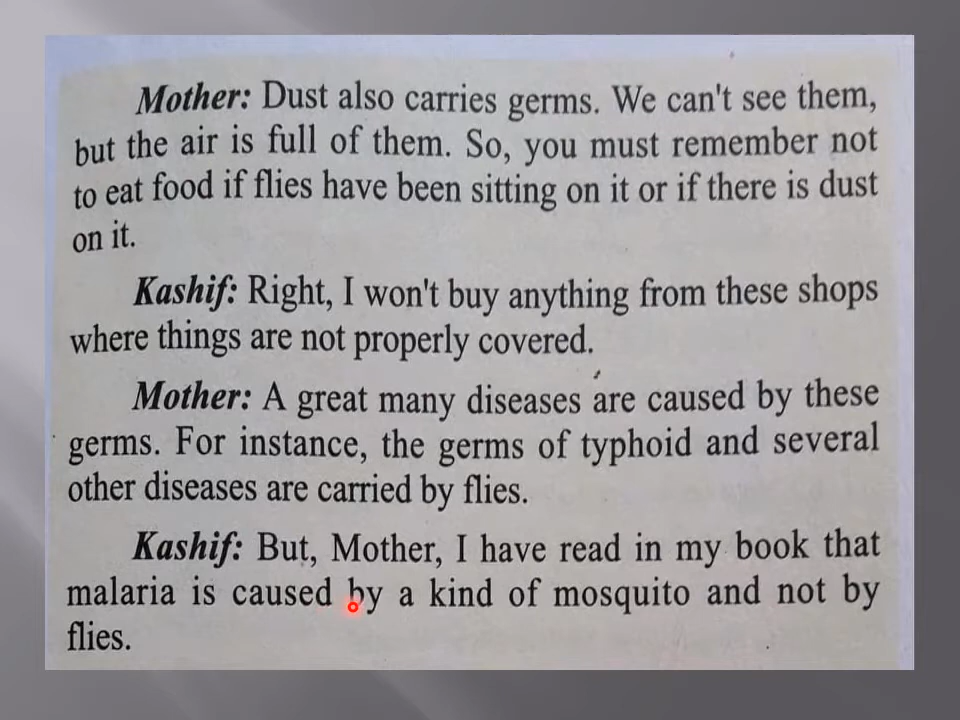 Mother: Dust also carries germs. We can't see them,
but the air is full of them. So, you must remember not
to eat food if flies have been sitting on it or if there is dust
on it.
Kashif: Right, I won't buy anything from these shops
where things are not properly covered.
Mother: A great many diseases are caused by these
germs. For instance, the germs of typhoid and several
other diseases are carried by flies.
Kashif: But, Mother, I have read in my book that
malaria is caused by a kind of mosquito and not by
flies.